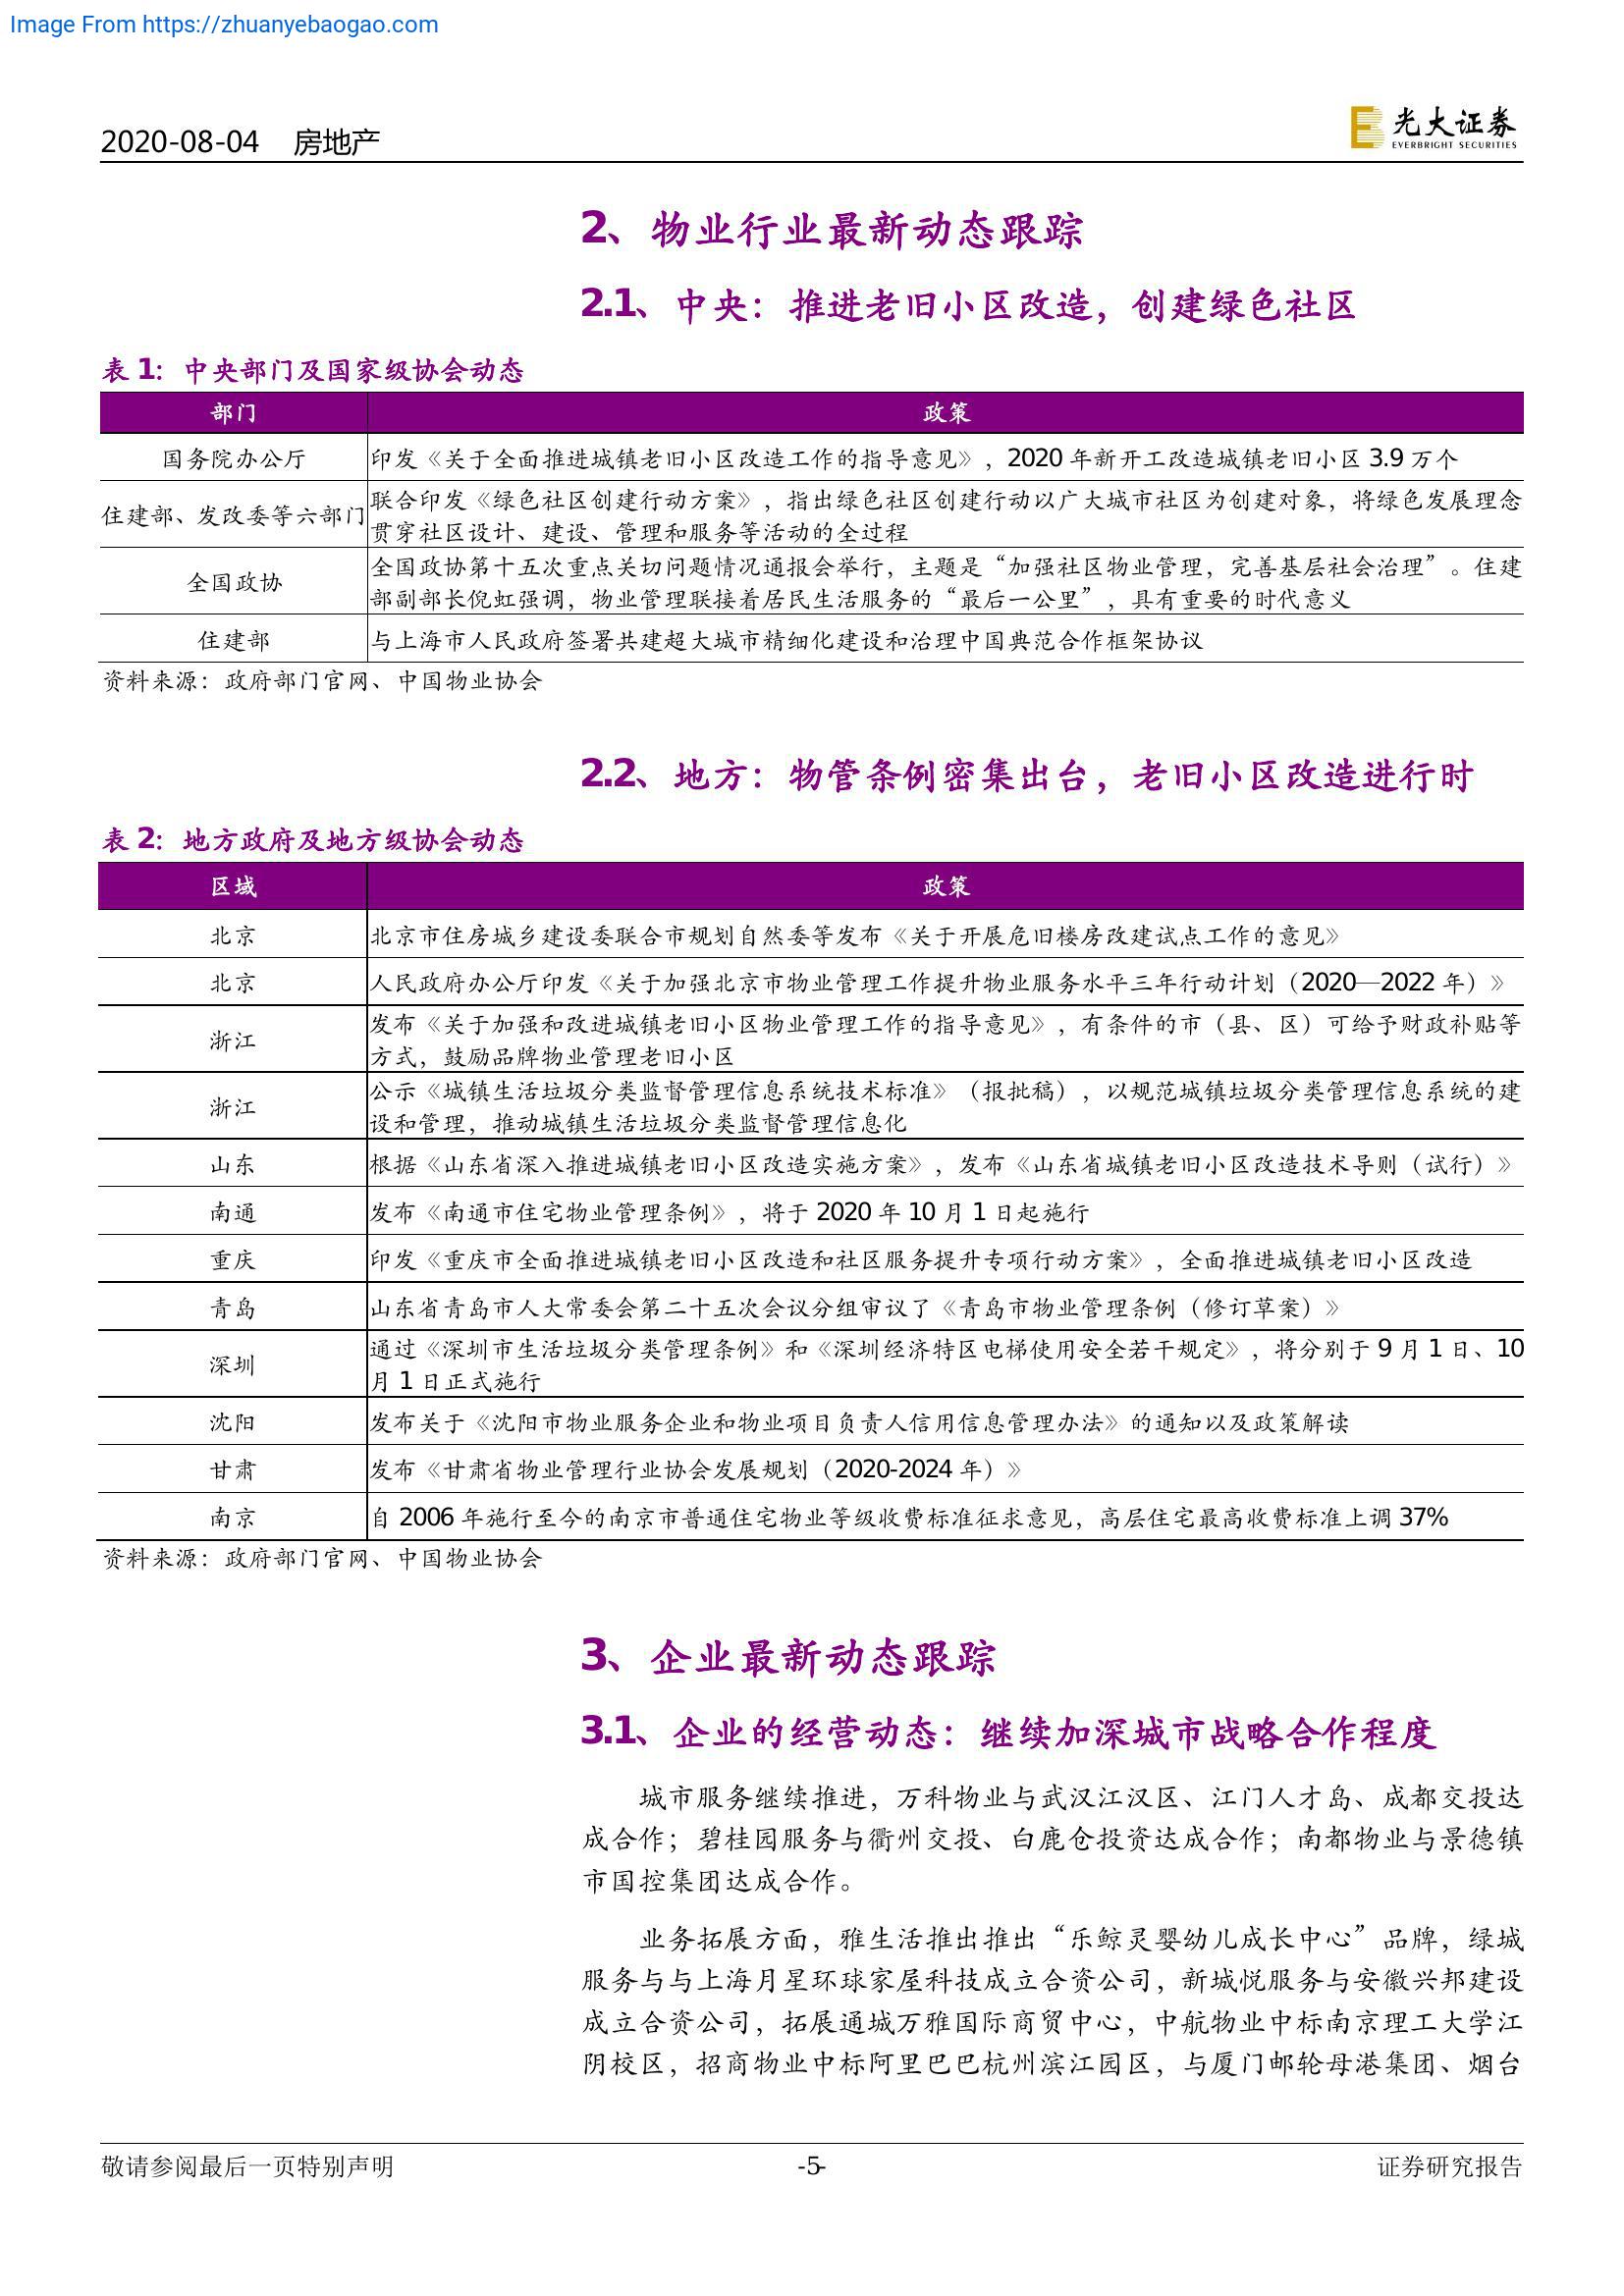 Image From https://zhuanyebaogao.com
2020-08-04 房地产
光大证券
EVERBRIGHT SECURITIES
2、物业行业最新动态跟踪
2.1、中央：推进老旧小区改造，创建绿色社区
表 1：中央部门及国家级协会动态
部门 政策
国务院办公厅 印发《关于全面推进城镇老旧小区改造工作的指导意见》，2020 年新开工改造城镇老旧小区 3.9 万个
住建部、发改委等六部门 联合印发《绿色社区创建行动方案》，指出绿色社区创建行动以广大城市社区为创建对象，将绿色发展理念
贯穿社区设计、建设、管理和服务等活动的全过程
全国政协 全国政协第十五次重点关切问题情况通报会举行，主题是“加强社区物业管理，完善基层社会治理”。住建
部副部长倪虹强调，物业管理联接着居民生活服务的“最后一公里”，具有重要的时代意义
住建部 与上海市人民政府签署共建超大城市精细化建设和治理中国典范合作框架协议
资料来源：政府部门官网、中国物业协会
2.2、地方：物管条例密集出台，老旧小区改造进行时
表 2：地方政府及地方级协会动态
区域 政策
北京 北京市住房城乡建设委联合市规划自然委等发布《关于开展危旧楼房改建试点工作的意见》
北京 人民政府办公厅印发《关于加强北京市物业管理工作提升物业服务水平三年行动计划（2020—2022 年）》
浙江 发布《关于加强和改进城镇老旧小区物业管理工作的指导意见》，有条件的市（县、区）可给予财政补贴等
方式，鼓励品牌物业管理老旧小区
浙江 公示《城镇生活垃圾分类监督管理信息系统技术标准》（报批稿），以规范城镇垃圾分类管理信息系统的建
设和管理，推动城镇生活垃圾分类监督管理信息化
山东 根据《山东省深入推进城镇老旧小区改造实施方案》，发布《山东省城镇老旧小区改造技术导则（试行）》
南通 发布《南通市住宅物业管理条例》，将于 2020 年 10 月 1 日起施行
重庆 印发《重庆市全面推进城镇老旧小区改造和社区服务提升专项行动方案》，全面推进城镇老旧小区改造
青岛 山东省青岛市人大常委会第二十五次会议分组审议了《青岛市物业管理条例（修订草案）》
深圳 通过《深圳市生活垃圾分类管理条例》和《深圳经济特区电梯使用安全若干规定》，将分别于 9 月 1 日、10
月 1 日正式施行
沈阳 发布关于《沈阳市物业服务企业和物业项目负责人信用信息管理办法》的通知以及政策解读
甘肃 发布《甘肃省物业管理行业协会发展规划（2020-2024 年）》
南京 自 2006 年施行至今的南京市普通住宅物业等级收费标准征求意见，高层住宅最高收费标准上调 37%
资料来源：政府部门官网、中国物业协会
3、企业最新动态跟踪
3.1、企业的经营动态：继续加深城市战略合作程度
城市服务继续推进，万科物业与武汉江汉区、江门人才岛、成都交投达
成合作；碧桂园服务与衢州交投、白鹿仓投资达成合作；南都物业与景德镇
市国控集团达成合作。
业务拓展方面，雅生活推出推出“乐鲸灵婴幼儿成长中心”品牌，绿城
服务与与上海月星环球家屋科技成立合资公司，新城悦服务与安徽兴邦建设
成立合资公司，拓展通城万雅国际商贸中心，中航物业中标南京理工大学江
阴校区，招商物业中标阿里巴巴杭州滨江园区，与厦门邮轮母港集团、烟台
敬请参阅最后一页特别声明 -5- 证券研究报告